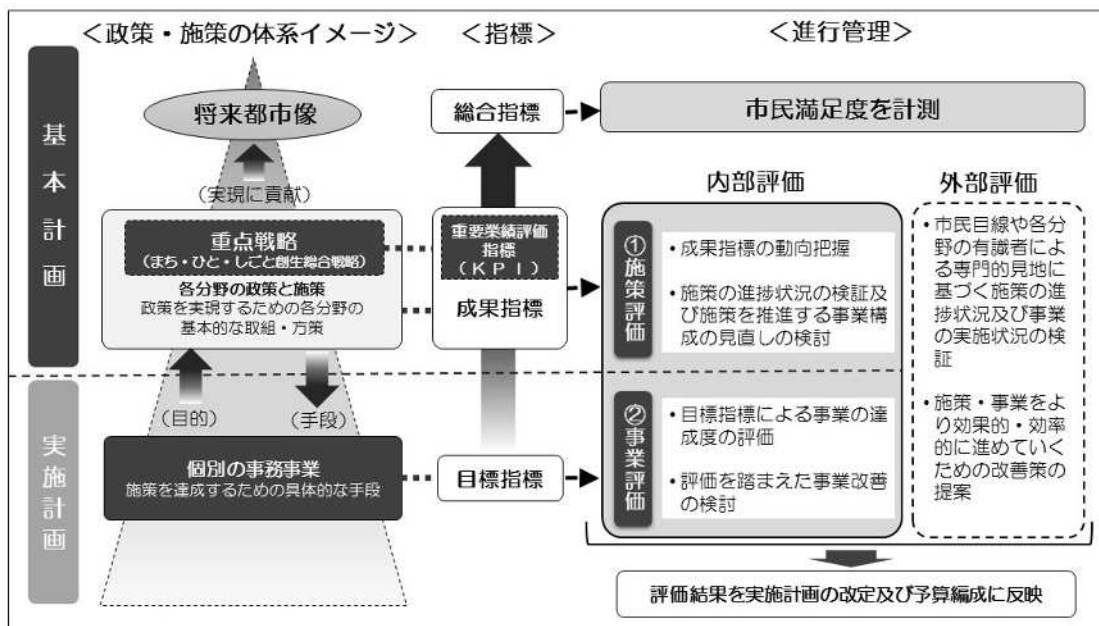 ＜政策・施策の体系イメージ＞
＜指標＞
＜進行管理＞
基本計画
将来都市像
（実現に貢献）
重点戦略
（まち・ひと・しごと創生総合戦略）
各分野の政策と施策
政策を実現するための各分野の
基本的な取組・方策
総合指標
重要業績評価
指標
（ＫＰＩ）
成果指標
市民満足度を計測
内部評価
①施策評価
・成果指標の動向把握
・施策の進捗状況の検証及
び施策を推進する事業構
成の見直しの検討
外部評価
・市民目線や各分
野の有識者によ
る専門的見地に
基づく施策の進
捗状況及び事業
の実施状況の検
証
・施策・事業をよ
り効果的・効率
的に進めていく
ための改善策の
提案
実施計画
（目的）
（手段）
個別の事務事業
施策を達成するための具体的な手段
目標指標
②事業評価
・目標指標による事業の達
成度の評価
・評価を踏まえた事業改善
の検討
評価結果を実施計画の改定及び予算編成に反映